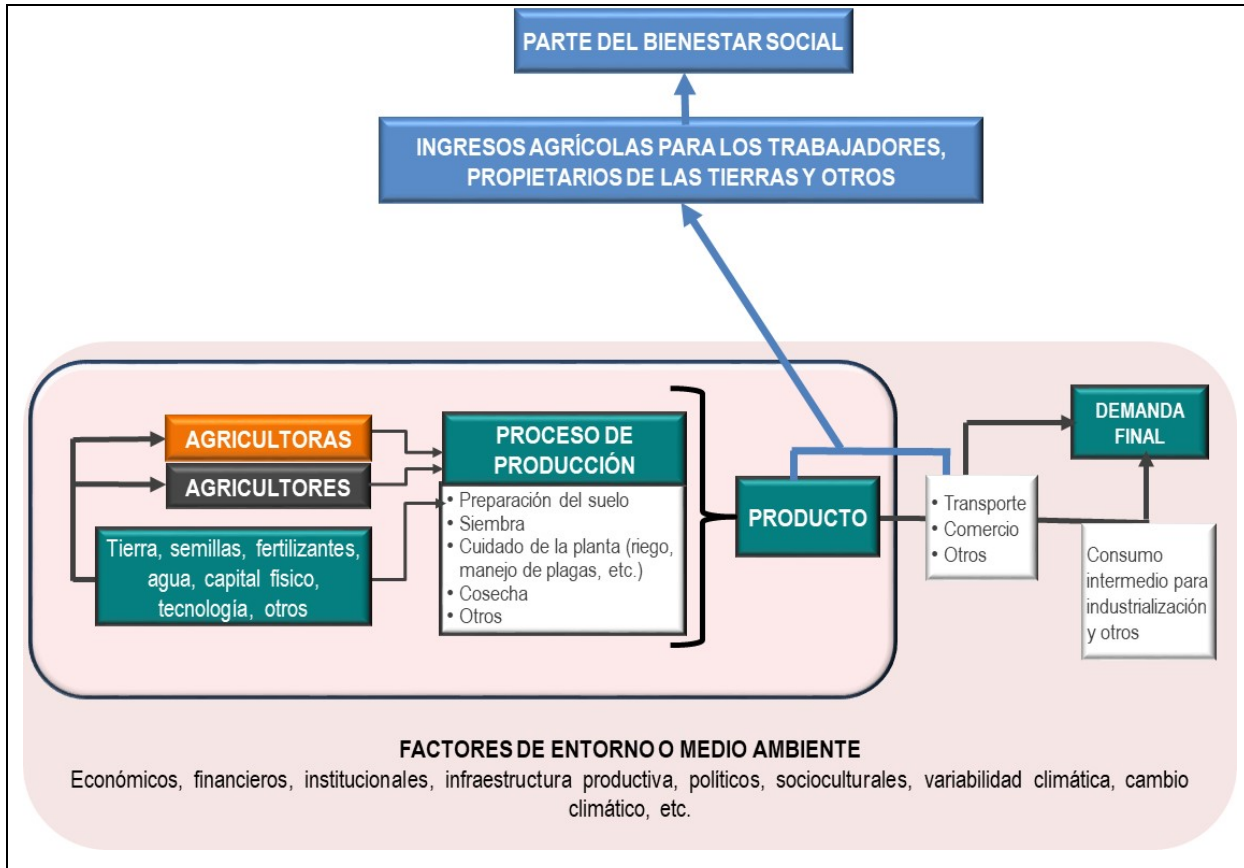 PARTE DEL BIENESTAR SOCIAL
INGRESOS AGRÍCOLAS PARA LOS TRABAJADORES,
PROPIETARIOS DE LAS TIERRAS Y OTROS
AGRICULTORAS
AGRICULTORES
Tierra, semillas, fertilizantes,
agua, capital físico,
tecnología, otros
PROCESO DE
PRODUCCIÓN
• Preparación del suelo
• Siembra
• Cuidado de la planta (riego,
manejo de plagas, etc.)
• Cosecha
• Otros
PRODUCTO
• Transporte
• Comercio
• Otros
DEMANDA
FINAL
Consumo
intermedio para
industrialización
y otros
FACTORES DE ENTORNO O MEDIO AMBIENTE
Económicos, financieros, institucionales, infraestructura productiva, políticos, socioculturales, variabilidad climática, cambio
climático, etc.